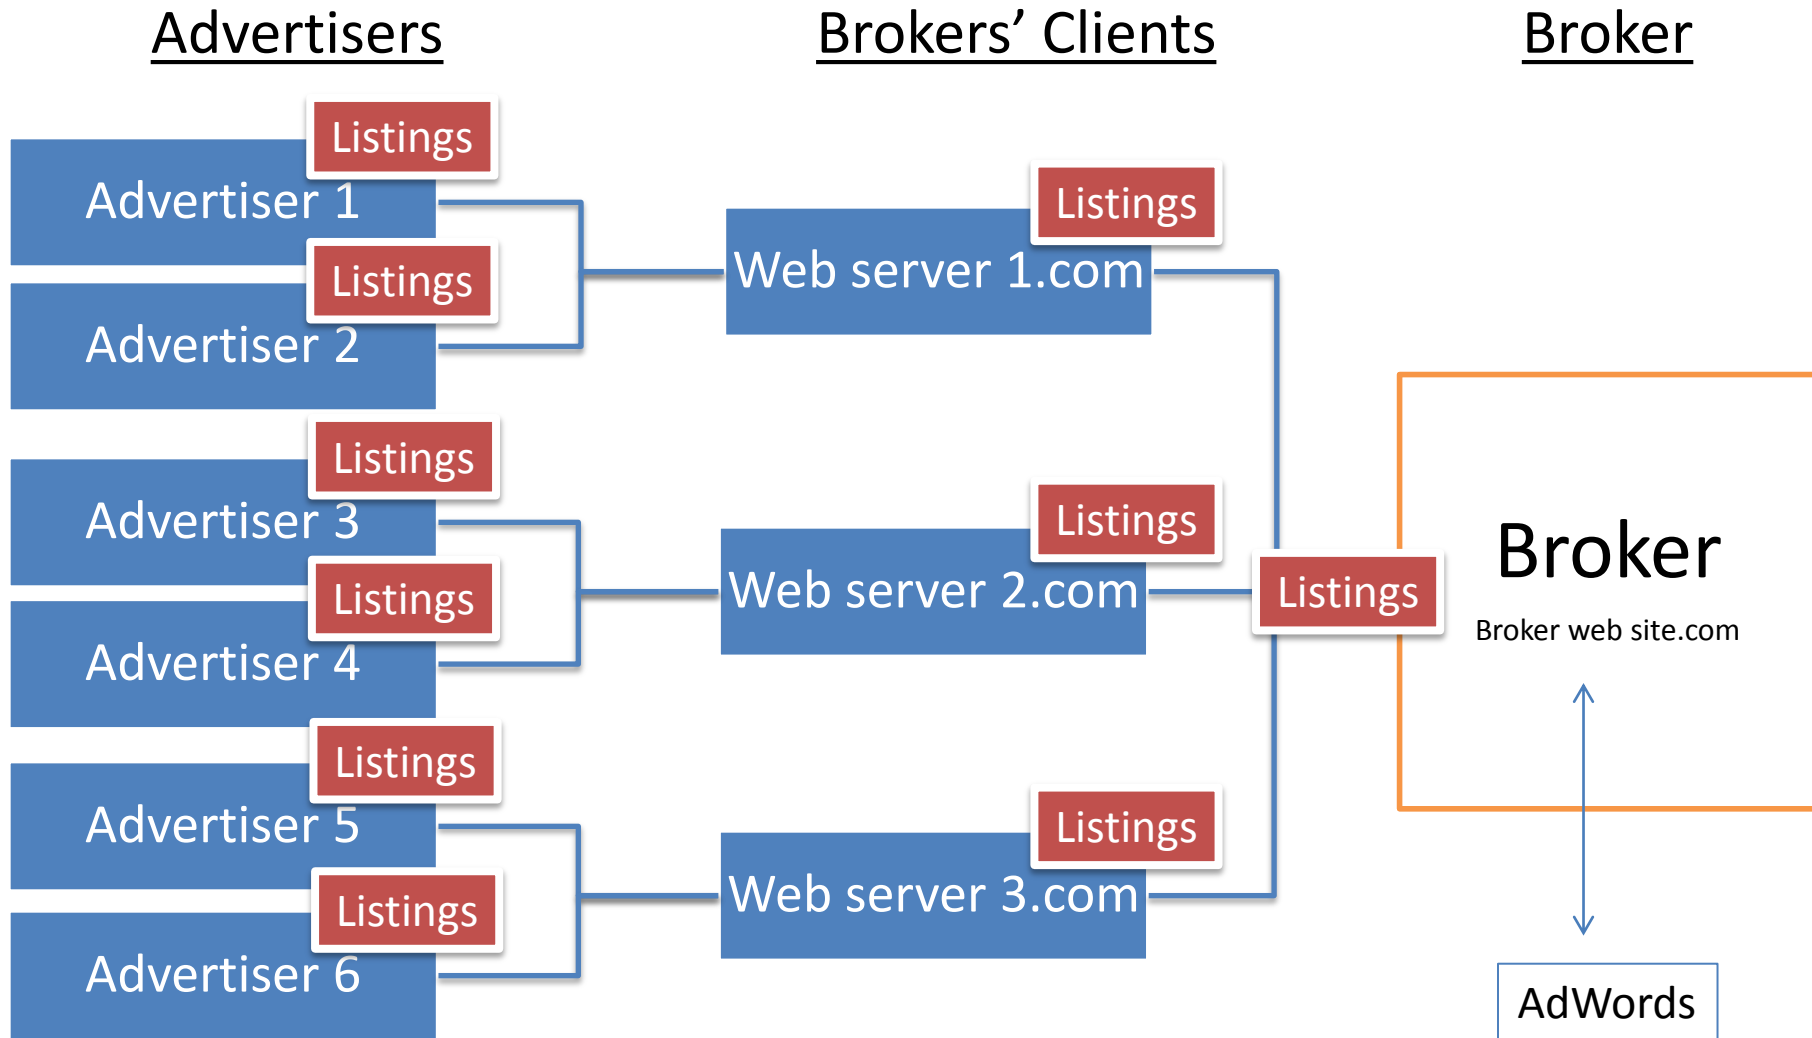 Advertisers
Brokers’ Clients
Broker
Listings
Advertiser 1
Listings
Advertiser 2
Listings
Advertiser 3
Listings
Advertiser 4
Listings
Advertiser 5
Listings
Advertiser 6
Listings
Web server 1.com
Listings
Web server 2.com
Listings
Web server 3.com
Listings
Broker
Broker web site.com
AdWords